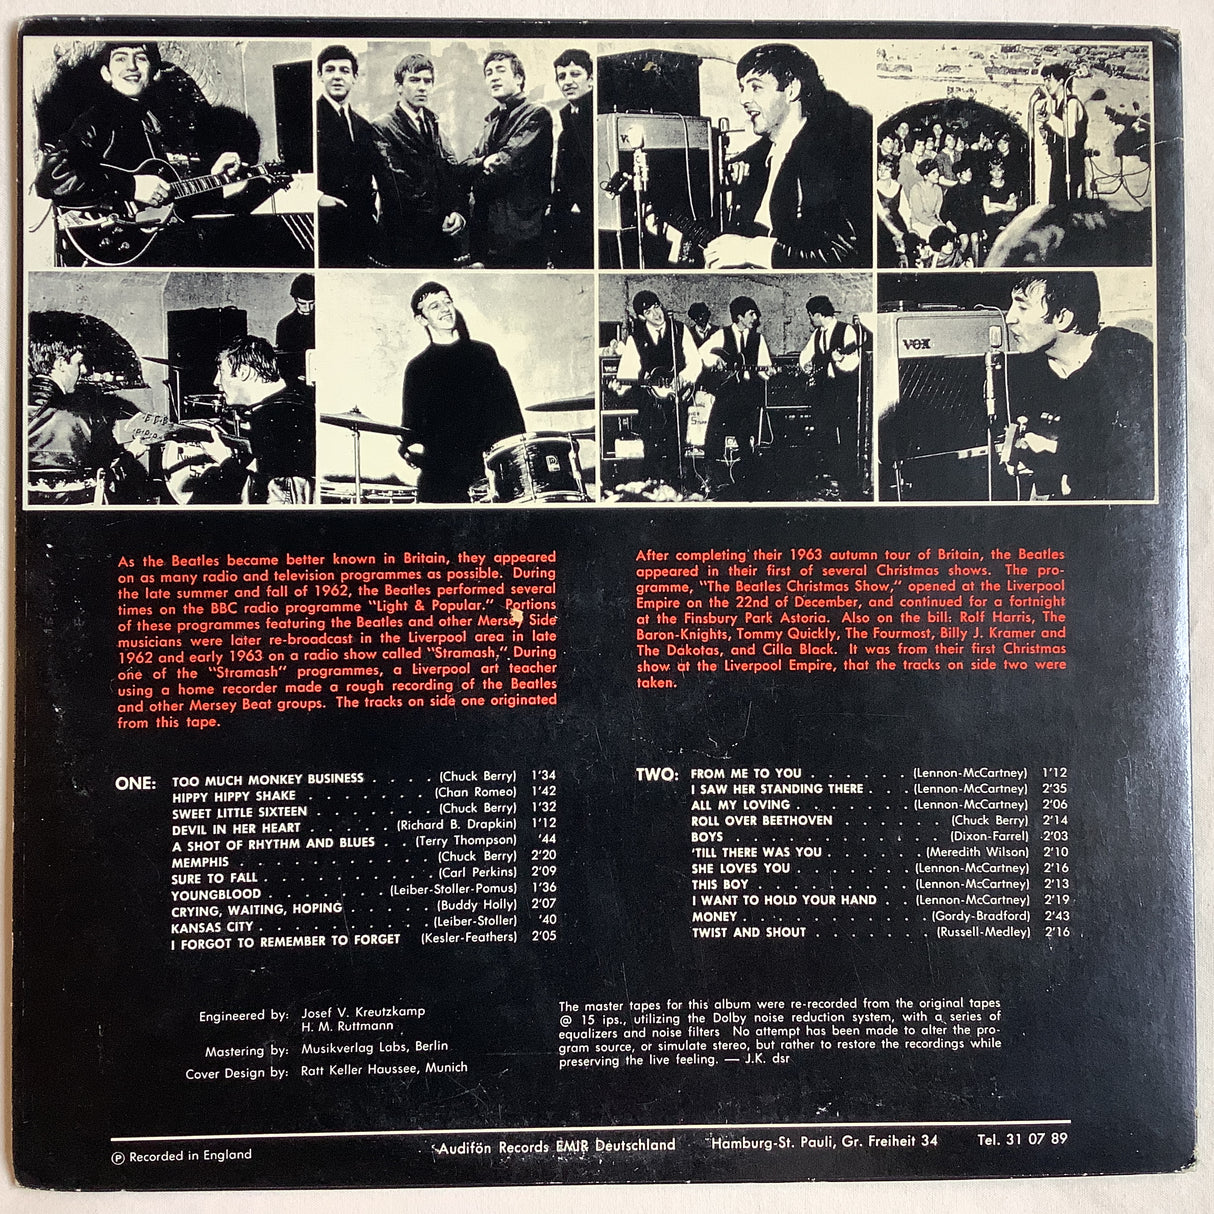 VOX
As the Beatles became better known in Britain, they appeared
on as many radio and television programmes as possible. During
the late summer and fall of 1962, the Beatles performed several
times on the BBC radio programme "Light & Popular." Portions
of these programmes featuring the Beatles and other Mersey Side
musicians were later re-broadcast in the Liverpool area in late
1962 and early 1963 on a radio show called "Stramash." During
one of the "Stramash" programmes, a Liverpool art teacher
using a home recorder made a rough recording of the Beatles
and other Mersey Beat groups. The tracks on side one originated
from this tape.
After completing their 1963 autumn tour of Britain, the Beatles
appeared in their first of several Christmas shows. The pro-
gramme, "The Beatles Christmas Show," opened at the Liverpool
Empire on the 22nd of December, and continued for a fortnight
at the Finsbury Park Astoria. Also on the bill: Rolf Harris, The
Baron-Knights, Tommy Quickly, The Fourmost, Billy J. Kramer and
The Dakotas, and Cilla Black. It was from their first Christmas
show at the Liverpool Empire, that the tracks on side two were
taken.
ONE: TOO MUCH MONKEY BUSINESS . . . . (Chuck Berry) 1'34
HIPPY HIPPY SHAKE . . . . . . . . (Chan Romeo) 1'42
SWEET LITTLE SIXTEEN . . . . . . . . (Chuck Berry) 1'32
DEVIL IN HER HEART . . . . . . (Richard B. Drapkin) 1'12
A SHOT OF RHYTHM AND BLUES . . (Terry Thompson) '44
MEMPHIS . . . . . . . . . . . . . (Chuck Berry) 2'20
SURE TO FALL . . . . . . . . . . . (Carl Perkins) 2'09
YOUNGBLOOD . . . . . . . . (Leiber-Stoller-Pomus) 1'36
CRYING, WAITING, HOPING . . . . . . (Buddy Holly) 2'07
KANSAS CITY . . . . . . . . . . . (Leiber-Stoller) '40
I FORGOT TO REMEMBER TO FORGET (Kesler-Feathers) 2'05
TWO: FROM ME TO YOU . . . . . . . (Lennon-McCartney) 1'12
I SAW HER STANDING THERE . . . (Lennon-McCartney) 2'35
ALL MY LOVING . . . . . . . . (Lennon-McCartney) 2'06
ROLL OVER BEETHOVEN . . . . . . . . (Chuck Berry) 2'14
BOYS . . . . . . . . . . . . . . (Dixon-Farrel) 2'03
'TILL THERE WAS YOU . . . . . . . (Meredith Wilson) 2'10
SHE LOVES YOU . . . . . . . . (Lennon-McCartney) 2'16
THIS BOY . . . . . . . . . . . (Lennon-McCartney) 2'13
I WANT TO HOLD YOUR HAND . . (Lennon-McCartney) 2'19
MONEY . . . . . . . . . . . . (Gordy-Bradford) 2'43
TWIST AND SHOUT . . . . . . . . (Russell-Medley) 2'16
Engineered by: Josef V. Kreutzkamp
H. M. Ruttmann
Mastering by: Musikverlag Labs, Berlin
Cover Design by: Ratt Keller Haussee, Munich
The master tapes for this album were re-recorded from the original tapes
@ 15 ips., utilizing the Dolby noise reduction system, with a series of
equalizers and noise filters No attempt has been made to alter the pro-
gram source, or simulate stereo, but rather to restore the recordings while
preserving the live feeling. — J.K. dsr
Ⓟ Recorded in England
Audifön Records EMIR Deutschland Hamburg-St. Pauli, Gr. Freiheit 34 Tel. 31 07 89